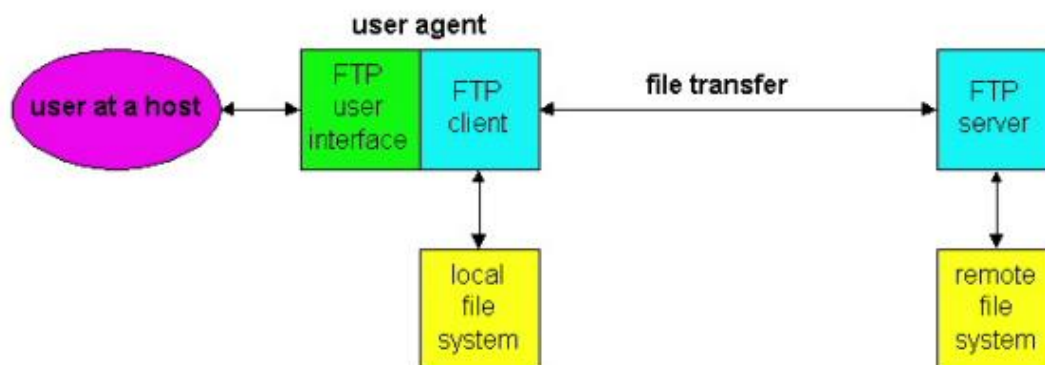 user agent
user at a host
FTP
user
interface
FTP
client
file transfer
FTP
server
local
file
system
remote
file
system